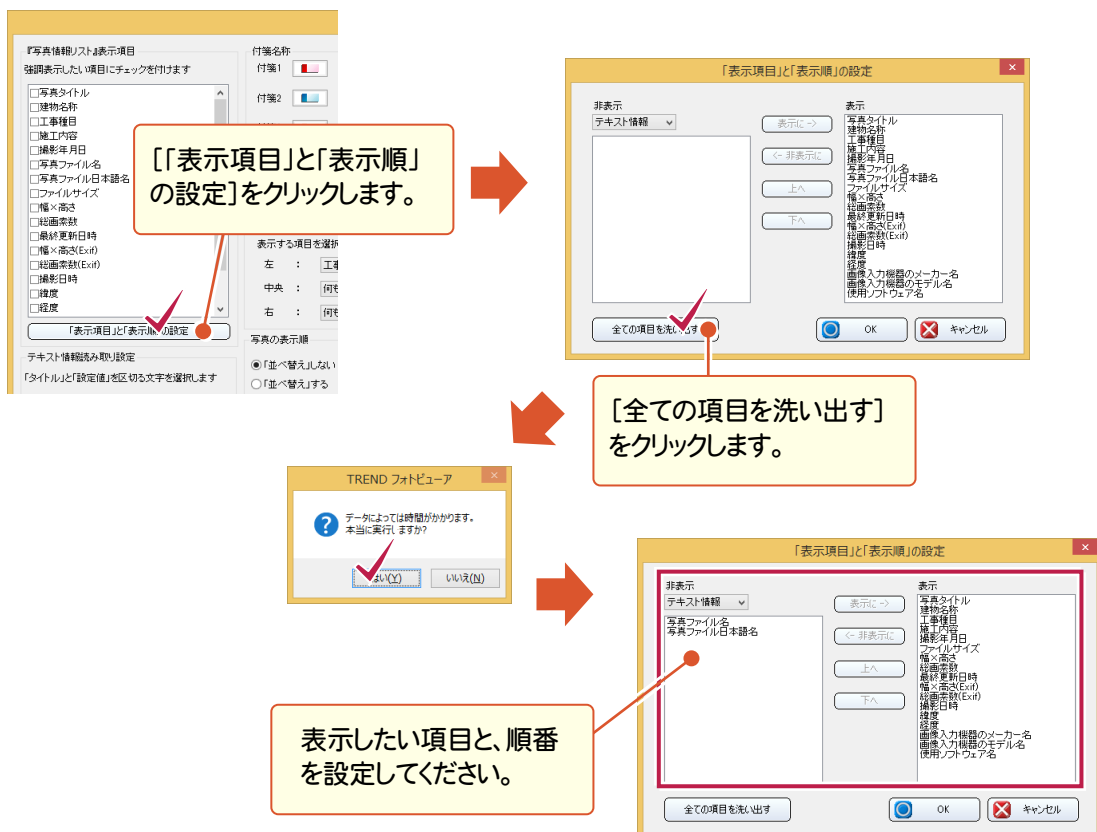 『写真情報リスト』表示項目
強調表示したい項目にチェックを付けます
写真タイトル
建物名称
工事種目
施工内容
撮影年月日
写真ファイル名
写真ファイル日本語名
ファイルサイズ
幅×高さ
総画素数
最終更新日時
幅×高さ(Exif)
総画素数(Exif)
撮影日時
緯度
経度
「表示項目」と「表示順」の設定
テキスト情報読み取り設定
「タイトル」と「設定値」を区切る文字を選択します
付箋名称
付箋1
付箋2
表示する項目を選択
左 : 工事
中央 : 何も
右 : 何も
写真の表示順
「並べ替え」しない
「並べ替え」する
[「表示項目」と「表示順」
の設定]をクリックします。
「表示項目」と「表示順」の設定
非表示
テキスト情報
表示に ->
<- 非表示に
上へ
下へ
表示
写真タイトル
建物名称
工事種目
施工内容
撮影年月日
写真ファイル名
写真ファイル日本語名
ファイルサイズ
幅×高さ
総画素数
最終更新日時
幅×高さ(Exif)
総画素数(Exif)
撮影日時
緯度
経度
画像入力機器のメーカー名
画像入力機器のモデル名
使用ソフトウェア名
全ての項目を洗い出す
OK
キャンセル
[全ての項目を洗い出す]
をクリックします。
TREND フォトビューア
データによっては時間がかかります。
本当に実行しますか?
はい(Y)
いいえ(N)
「表示項目」と「表示順」の設定
非表示
テキスト情報
写真ファイル名
写真ファイル日本語名
表示に ->
<- 非表示に
上へ
下へ
表示
写真タイトル
建物名称
工事種目
施工内容
撮影年月日
ファイルサイズ
幅×高さ
総画素数
最終更新日時
幅×高さ(Exif)
総画素数(Exif)
撮影日時
緯度
経度
画像入力機器のメーカー名
画像入力機器のモデル名
使用ソフトウェア名
全ての項目を洗い出す
OK
キャンセル
表示したい項目と、順番
を設定してください。